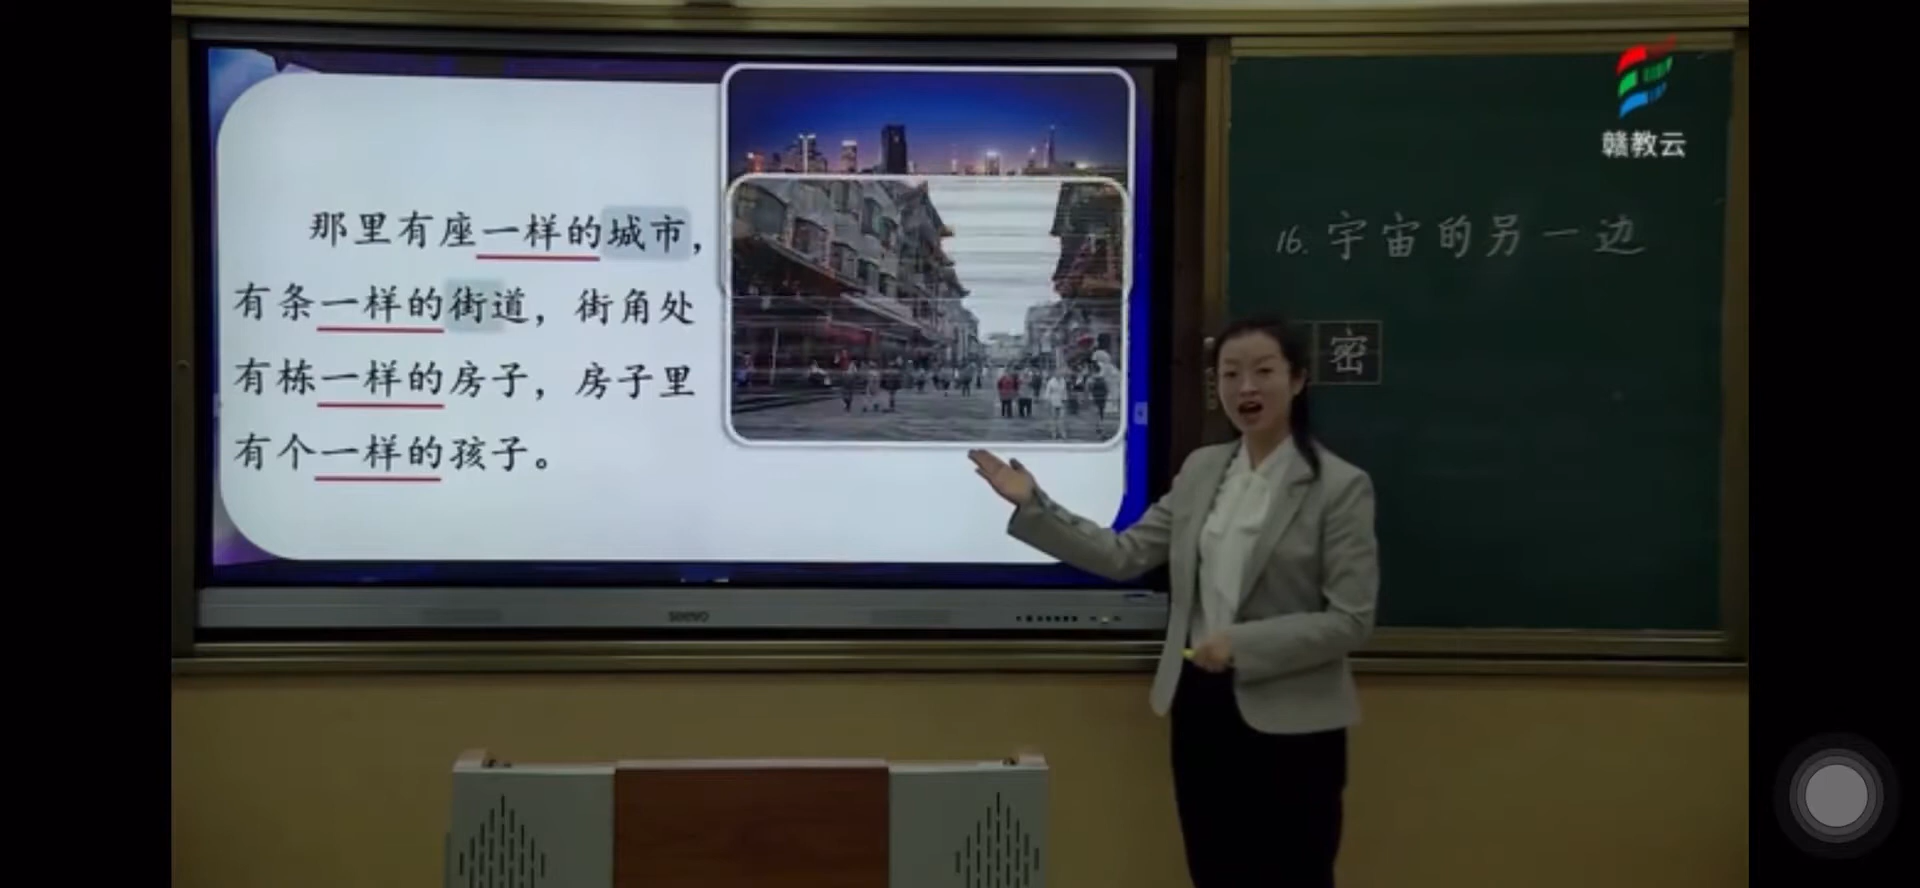 那里有座一样的城市，
有条一样的街道，街角处
有栋一样的房子，房子里
有个一样的孩子。
seewo
赣教云
16.宇宙的另一边
密